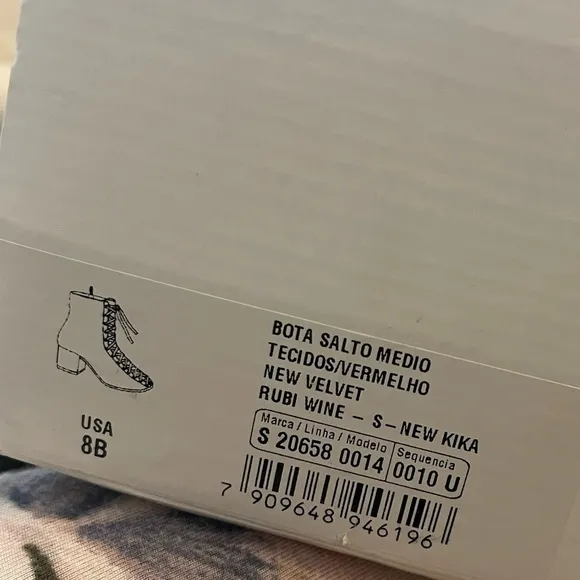 BOTA SALTO MEDIO
TECIDOS/VERMELHO
NEW VELVET
RUBI WINE – S–NEW KIKA
Marca / Linha / Modelo Sequencia
S 20658 0014 0010 U
7 909648 946196
USA
8B